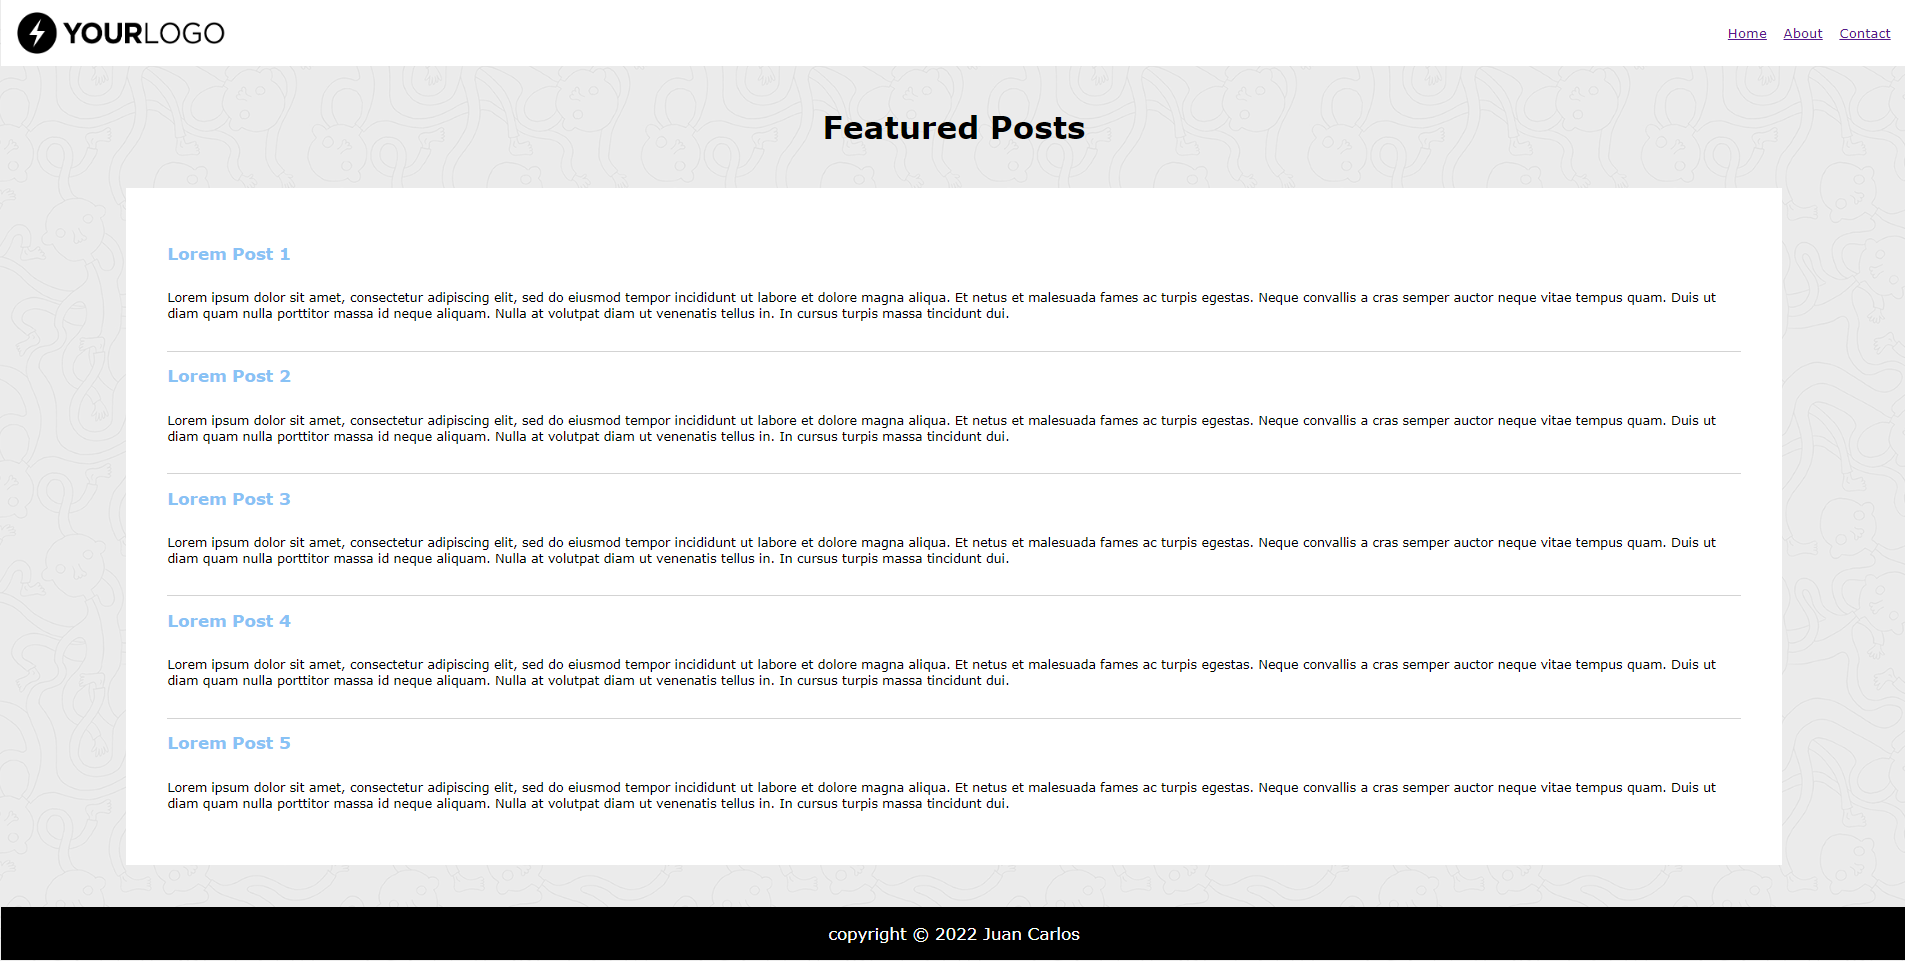 YOURLOGO
Home About Contact
Featured Posts
Lorem Post 1
Lorem ipsum dolor sit amet, consectetur adipiscing elit, sed do eiusmod tempor incididunt ut labore et dolore magna aliqua. Et netus et malesuada fames ac turpis egestas. Neque convallis a cras semper auctor neque vitae tempus quam. Duis ut
diam quam nulla porttitor massa id neque aliquam. Nulla at volutpat diam ut venenatis tellus in. In cursus turpis massa tincidunt dui.
Lorem Post 2
Lorem ipsum dolor sit amet, consectetur adipiscing elit, sed do eiusmod tempor incididunt ut labore et dolore magna aliqua. Et netus et malesuada fames ac turpis egestas. Neque convallis a cras semper auctor neque vitae tempus quam. Duis ut
diam quam nulla porttitor massa id neque aliquam. Nulla at volutpat diam ut venenatis tellus in. In cursus turpis massa tincidunt dui.
Lorem Post 3
Lorem ipsum dolor sit amet, consectetur adipiscing elit, sed do eiusmod tempor incididunt ut labore et dolore magna aliqua. Et netus et malesuada fames ac turpis egestas. Neque convallis a cras semper auctor neque vitae tempus quam. Duis ut
diam quam nulla porttitor massa id neque aliquam. Nulla at volutpat diam ut venenatis tellus in. In cursus turpis massa tincidunt dui.
Lorem Post 4
Lorem ipsum dolor sit amet, consectetur adipiscing elit, sed do eiusmod tempor incididunt ut labore et dolore magna aliqua. Et netus et malesuada fames ac turpis egestas. Neque convallis a cras semper auctor neque vitae tempus quam. Duis ut
diam quam nulla porttitor massa id neque aliquam. Nulla at volutpat diam ut venenatis tellus in. In cursus turpis massa tincidunt dui.
Lorem Post 5
Lorem ipsum dolor sit amet, consectetur adipiscing elit, sed do eiusmod tempor incididunt ut labore et dolore magna aliqua. Et netus et malesuada fames ac turpis egestas. Neque convallis a cras semper auctor neque vitae tempus quam. Duis ut
diam quam nulla porttitor massa id neque aliquam. Nulla at volutpat diam ut venenatis tellus in. In cursus turpis massa tincidunt dui.
copyright © 2022 Juan Carlos